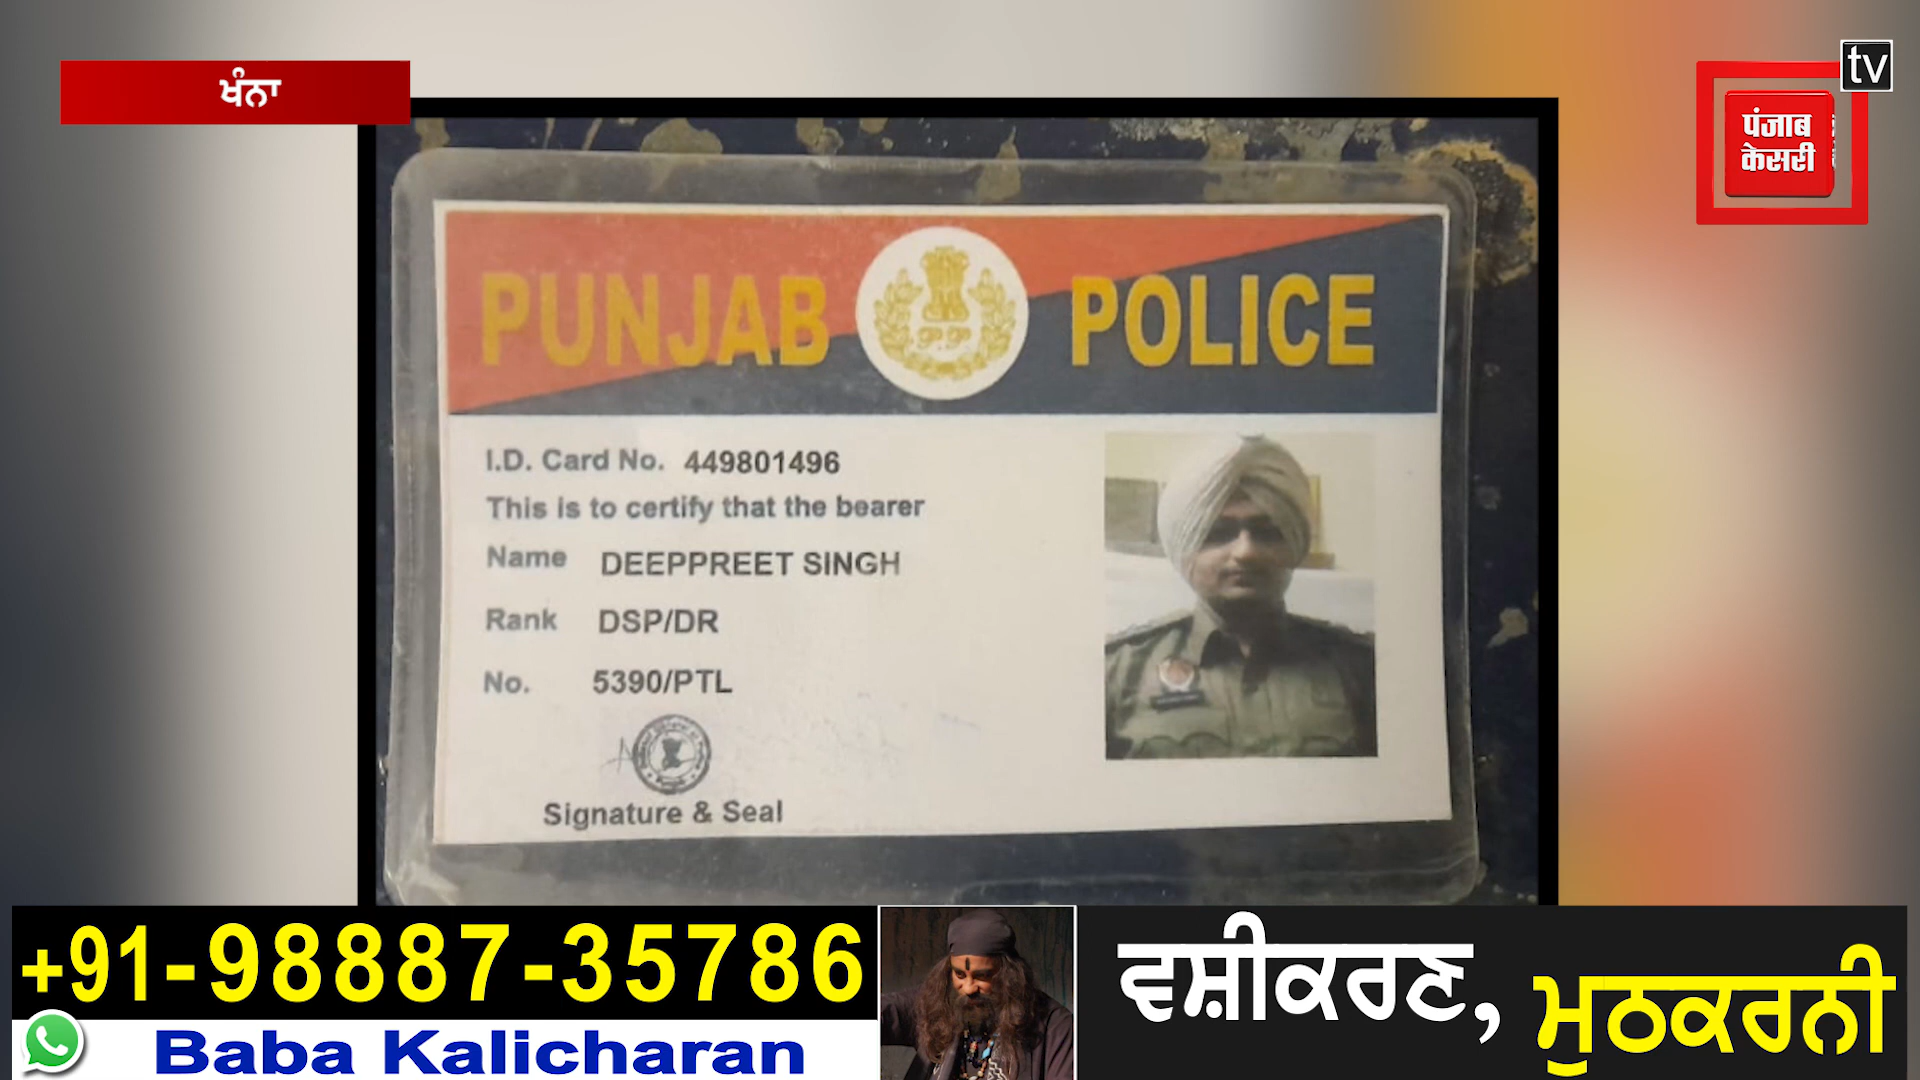 ਖੰਨਾ
tv
पंजाब
केसरी
PUNJAB POLICE
P.P
I.D. Card No. 449801496
This is to certify that the bearer
Name DEEPPREET SINGH
Rank DSP/DR
No. 5390/PTL
Signature & Seal
+91-98887-35786
Baba Kalicharan
ਵਸ਼ੀਕਰਣ, ਮੁਠਕਰਨੀ